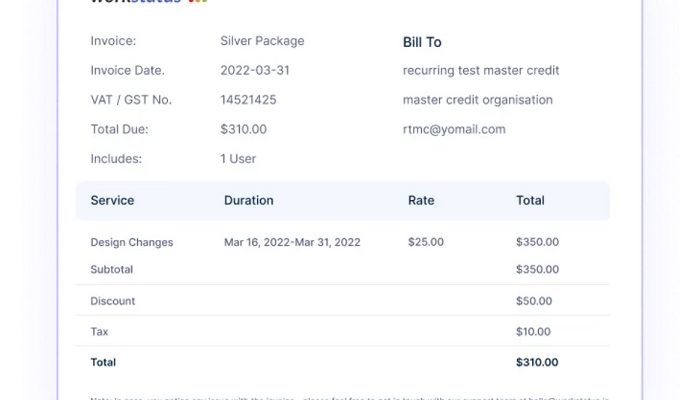 workstatus
Invoice: Silver Package
Invoice Date. 2022-03-31
VAT / GST No. 14521425
Total Due: $310.00
Includes: 1 User
Bill To
recurring test master credit
master credit organisation
rtmc@yomail.com
Service Duration Rate Total
Design Changes Mar 16, 2022-Mar 31, 2022 $25.00 $350.00
Subtotal $350.00
Discount $50.00
Tax $10.00
Total $310.00